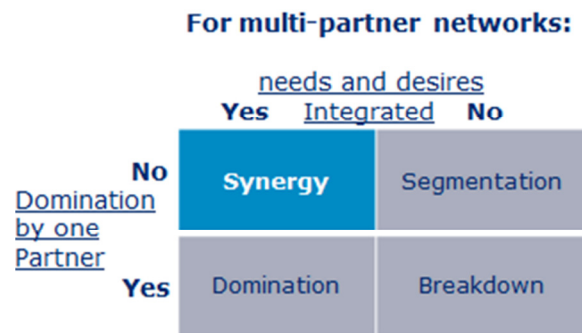 For multi-partner networks:
needs and desires
Yes Integrated No
No
Synergy Segmentation
Domination
by one
Partner
Yes
Domination Breakdown